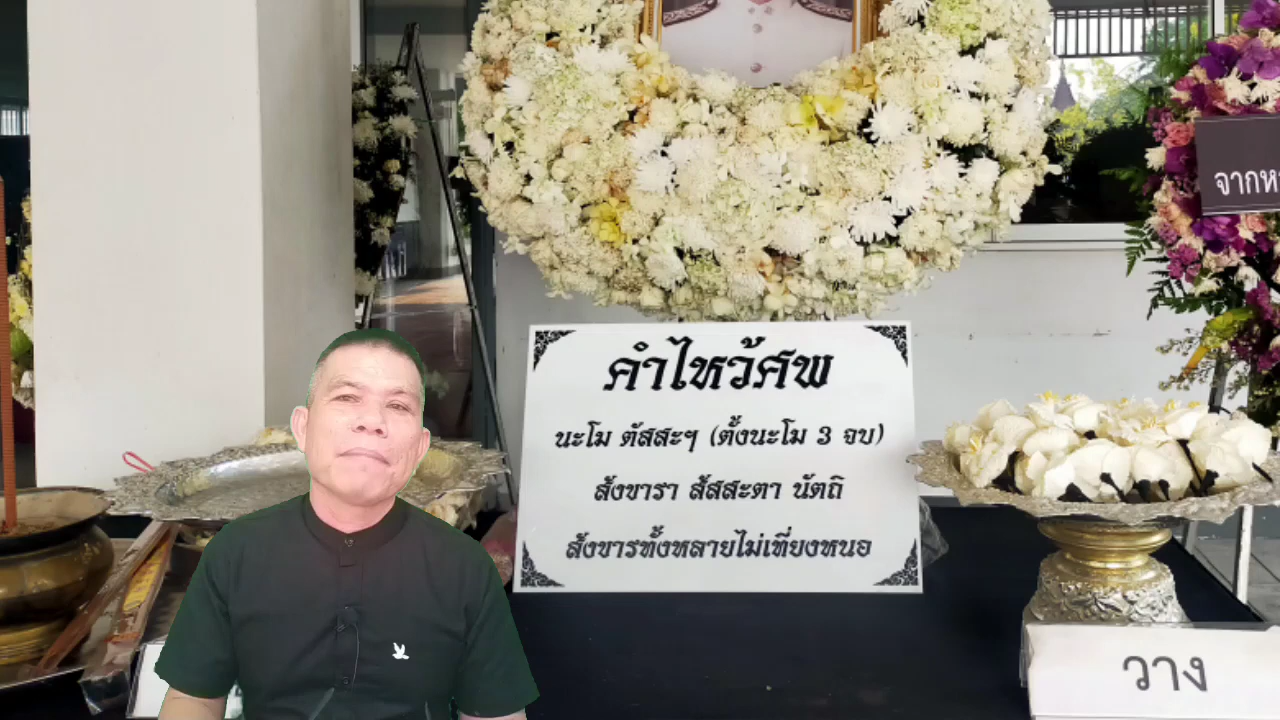 คำไหว้ศพ
นะโม ตัสสะฯ (ตั้งนะโม 3 จบ)
สังขารา สัสสะตา นัตถิ
สังขารทั้งหลายไม่เที่ยงหนอ
วาง